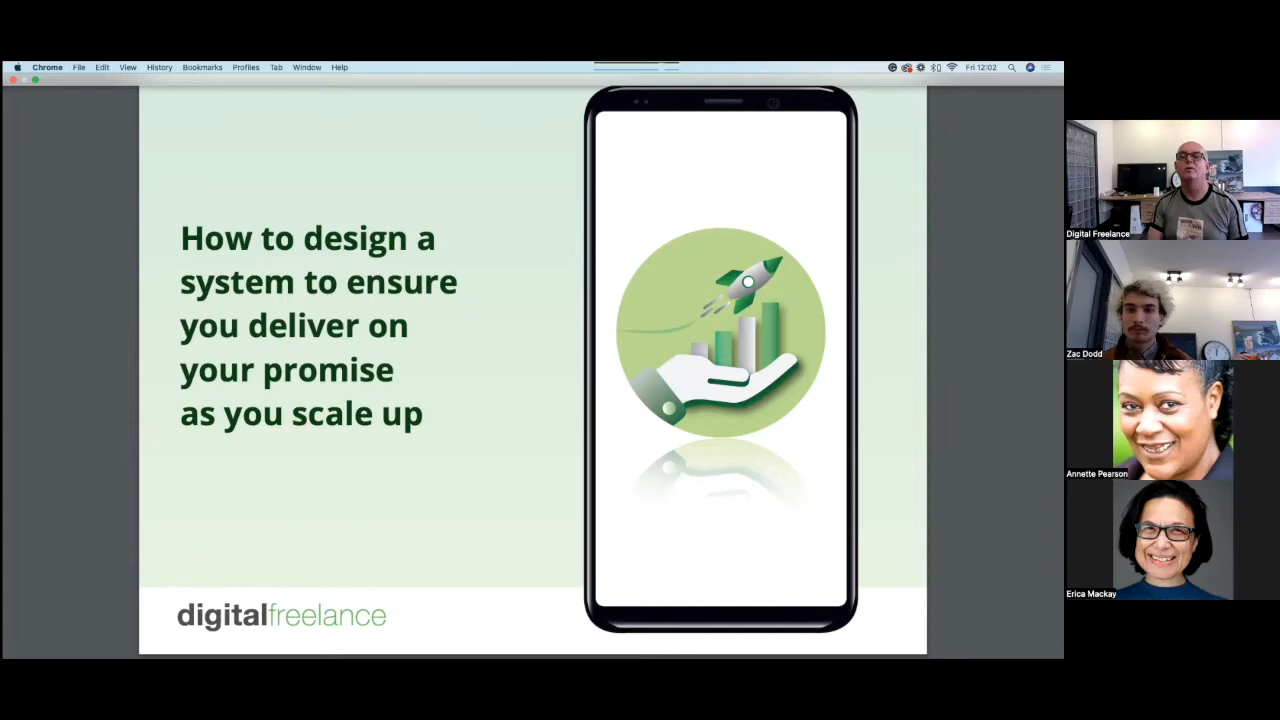 Chrome File Edit View History Bookmarks Profiles Tab Window Help
Fri 12:02
How to design a
system to ensure
you deliver on
your promise
as you scale up
digitalfreelance
Digital Freelance
Zac Dodd
Annette Pearson
Erica Mackay